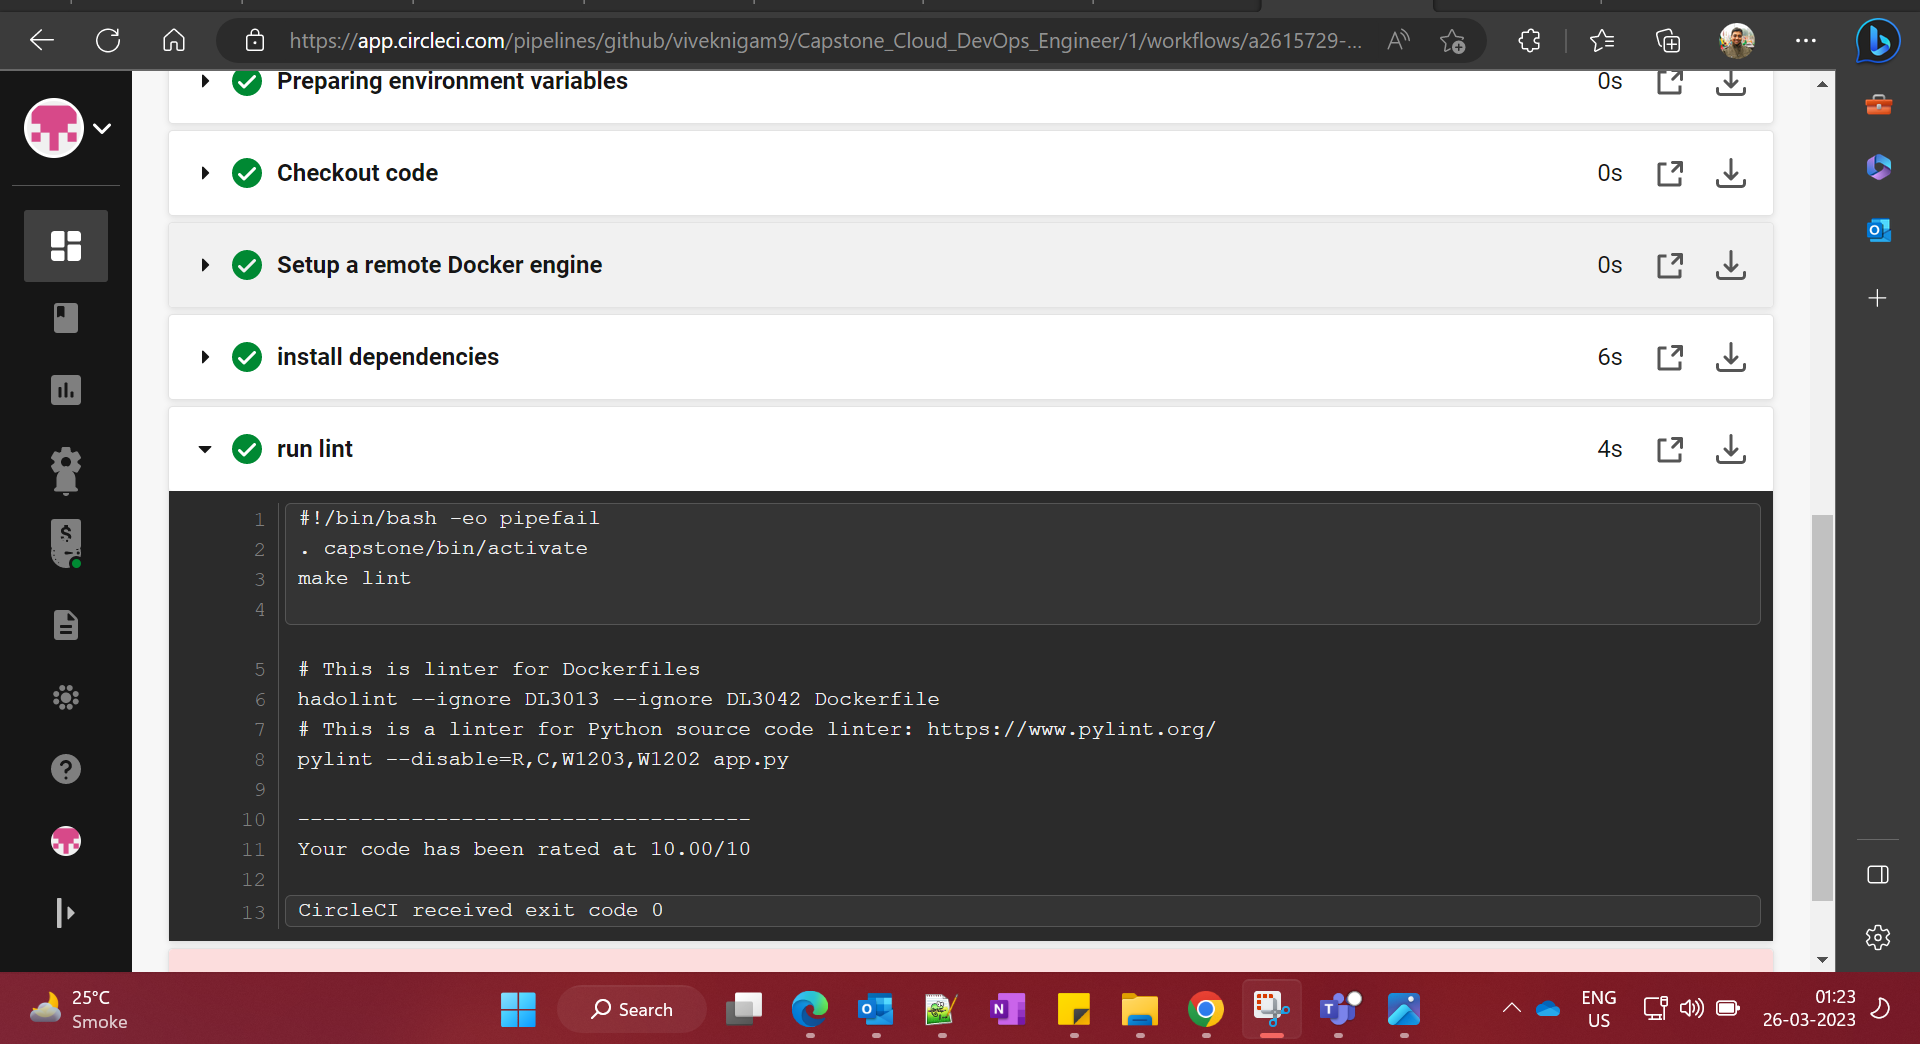 https://app.circleci.com/pipelines/github/viveknigam9/Capstone_Cloud_DevOps_Engineer/1/workflows/a2615729-...
Preparing environment variables 0s
Checkout code 0s
Setup a remote Docker engine 0s
install dependencies 6s
run lint 4s
1 #!/bin/bash -eo pipefail
2 . capstone/bin/activate
3 make lint
4
5 # This is linter for Dockerfiles
6 hadolint --ignore DL3013 --ignore DL3042 Dockerfile
7 # This is a linter for Python source code linter: https://www.pylint.org/
8 pylint --disable=R,C,W1203,W1202 app.py
9
10 ------------------------------------
11 Your code has been rated at 10.00/10
12
13 CircleCI received exit code 0
25°C
Smoke
Search
ENG
US
01:23
26-03-2023